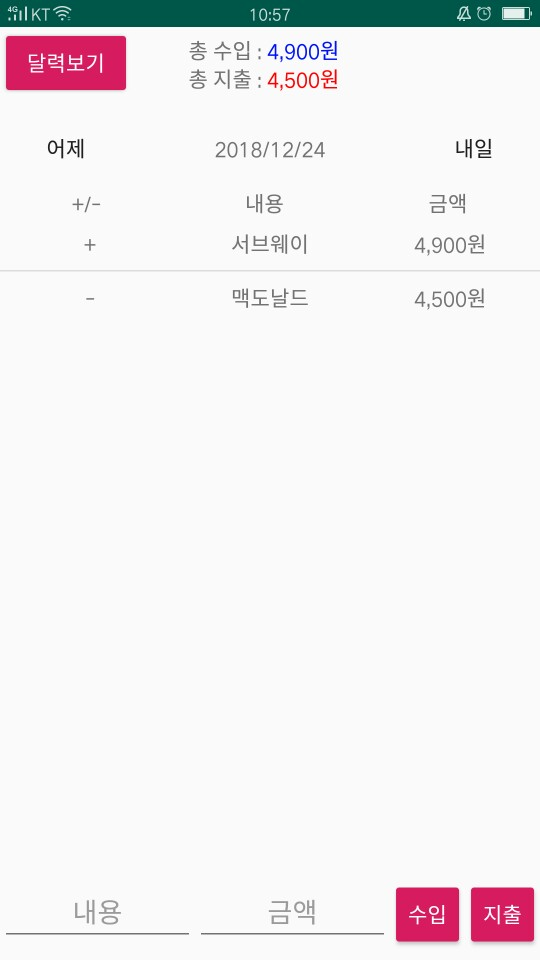 4G KT 10:57
달력보기
총 수입 : 4,900원
총 지출 : 4,500원
어제 2018/12/24 내일
+/- 내용 금액
+ 서브웨이 4,900원
- 맥도날드 4,500원
내용 금액 수입 지출